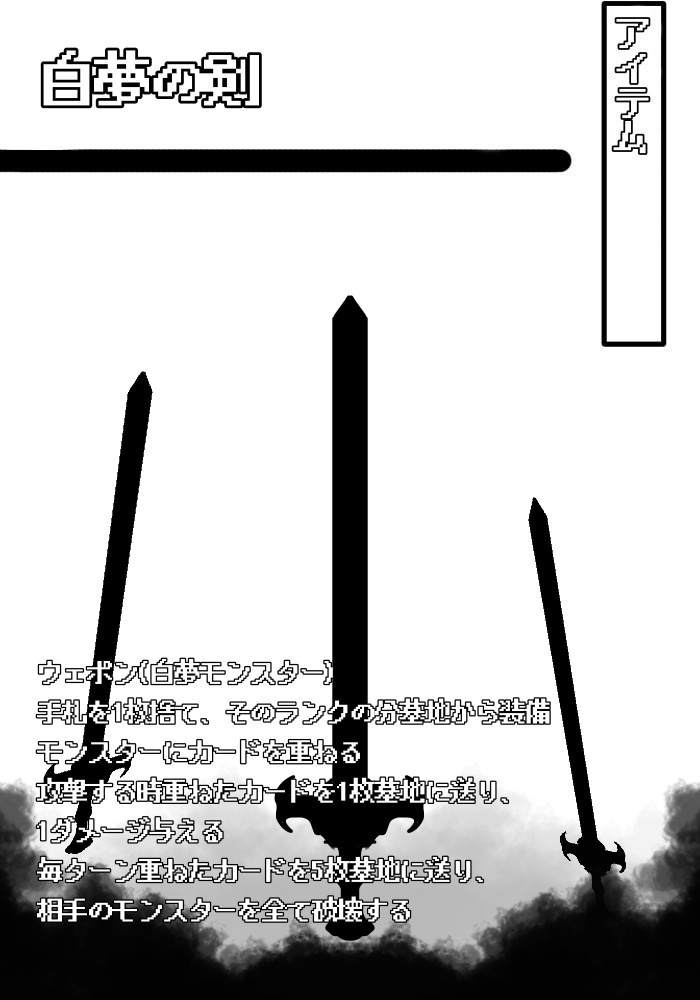 白夢の剣
アイテム
ウェポン(白夢モンスター)
手札を1枚捨て、そのランクの分墓地から装備
モンスターにカードを重ねる
攻撃する時重ねたカードを1枚墓地に送り、
1ダメージ与える
毎ターン重ねたカードを5枚墓地に送り、
相手のモンスターを全て破壊する